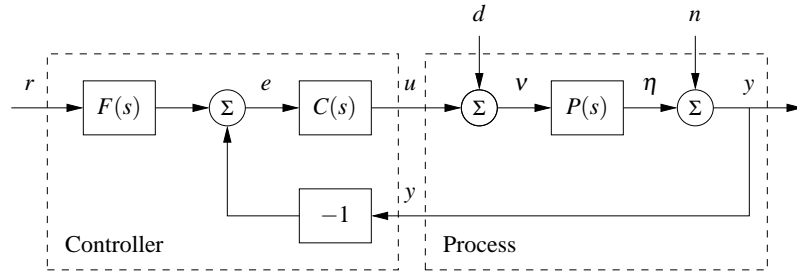 d
n
r
F(s)
Σ
e
C(s)
u
Σ
ν
P(s)
η
Σ
y
−1
y
Controller
Process